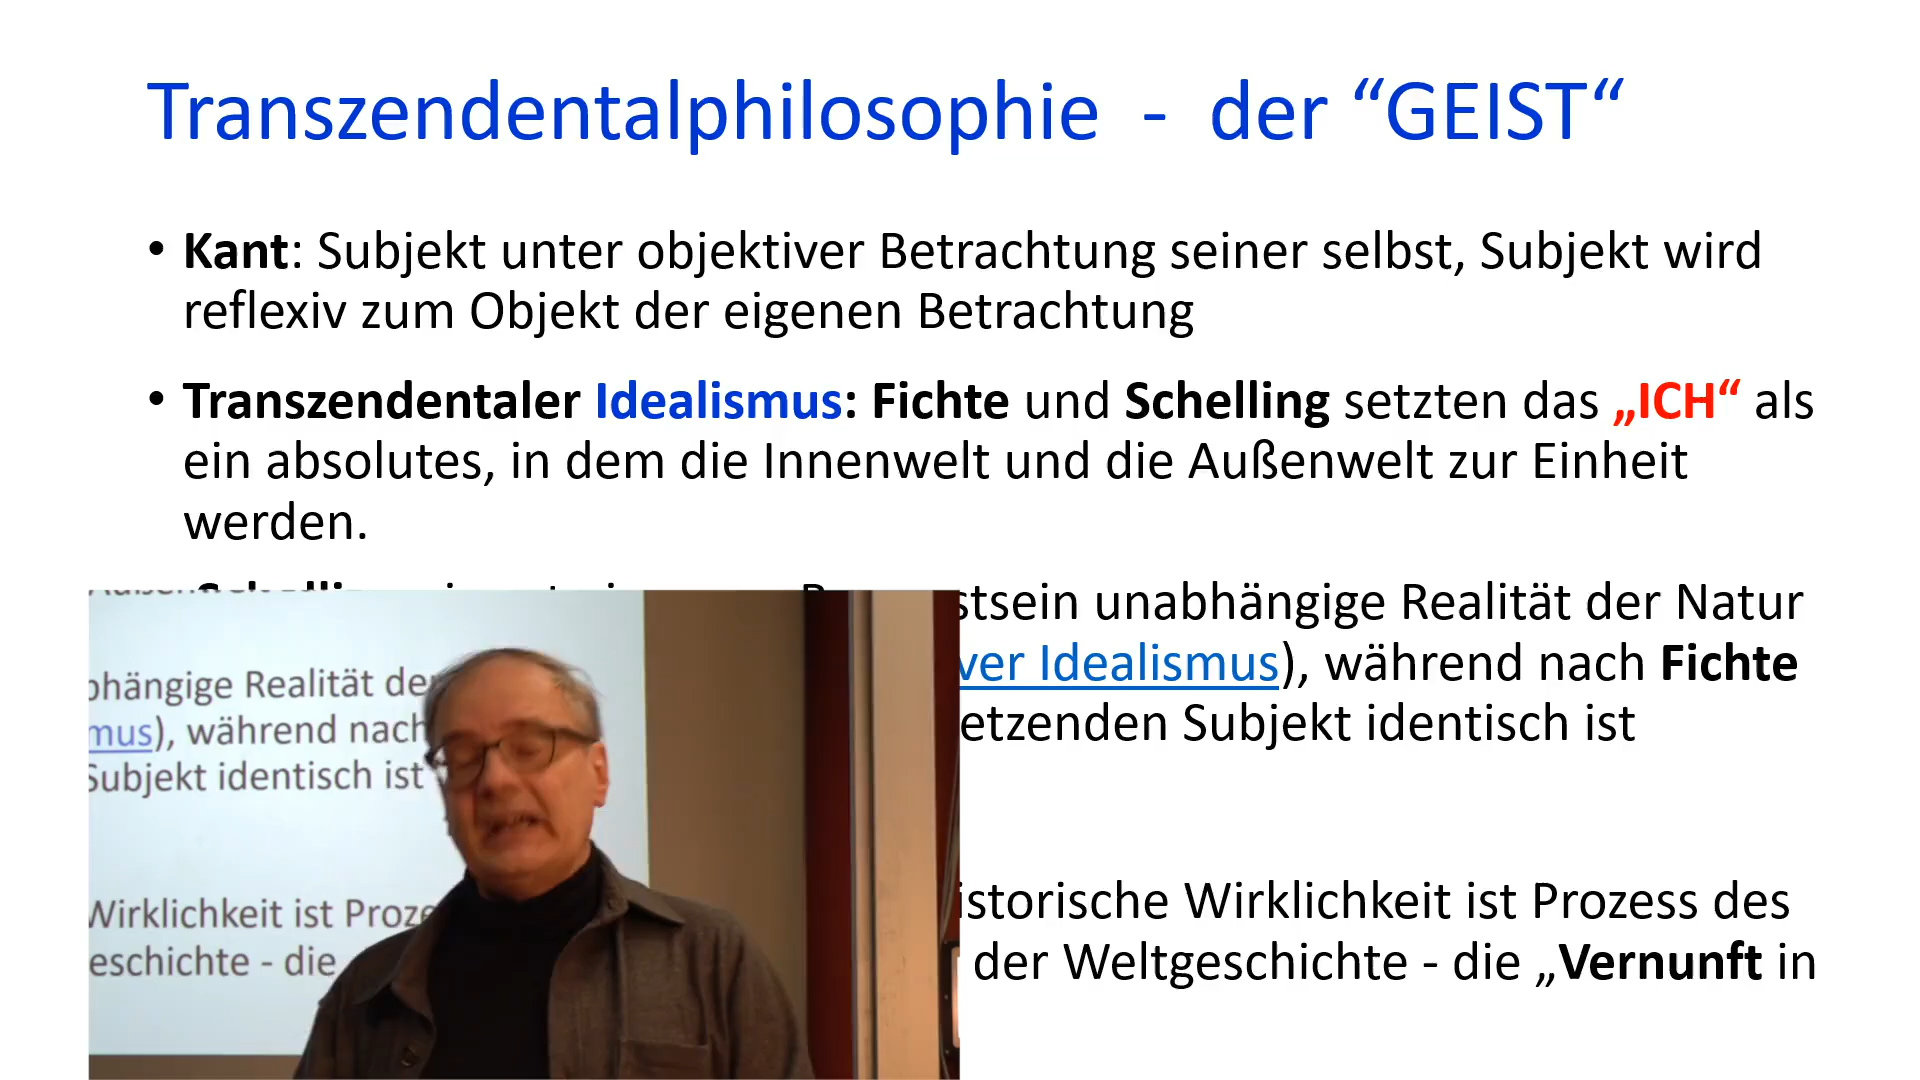 Transzendentalphilosophie - der “GEIST“
• Kant: Subjekt unter objektiver Betrachtung seiner selbst, Subjekt wird
reflexiv zum Objekt der eigenen Betrachtung
• Transzendentaler Idealismus: Fichte und Schelling setzten das „ICH“ als
ein absolutes, in dem die Innenwelt und die Außenwelt zur Einheit
werden.
stsein unabhängige Realität der Natur
ver Idealismus), während nach Fichte
etzenden Subjekt identisch ist
istorische Wirklichkeit ist Prozess des
der Weltgeschichte - die „Vernunft in
hängige Realität der
mus), während nach
Subjekt identisch ist
Wirklichkeit ist Proze
eschichte - die